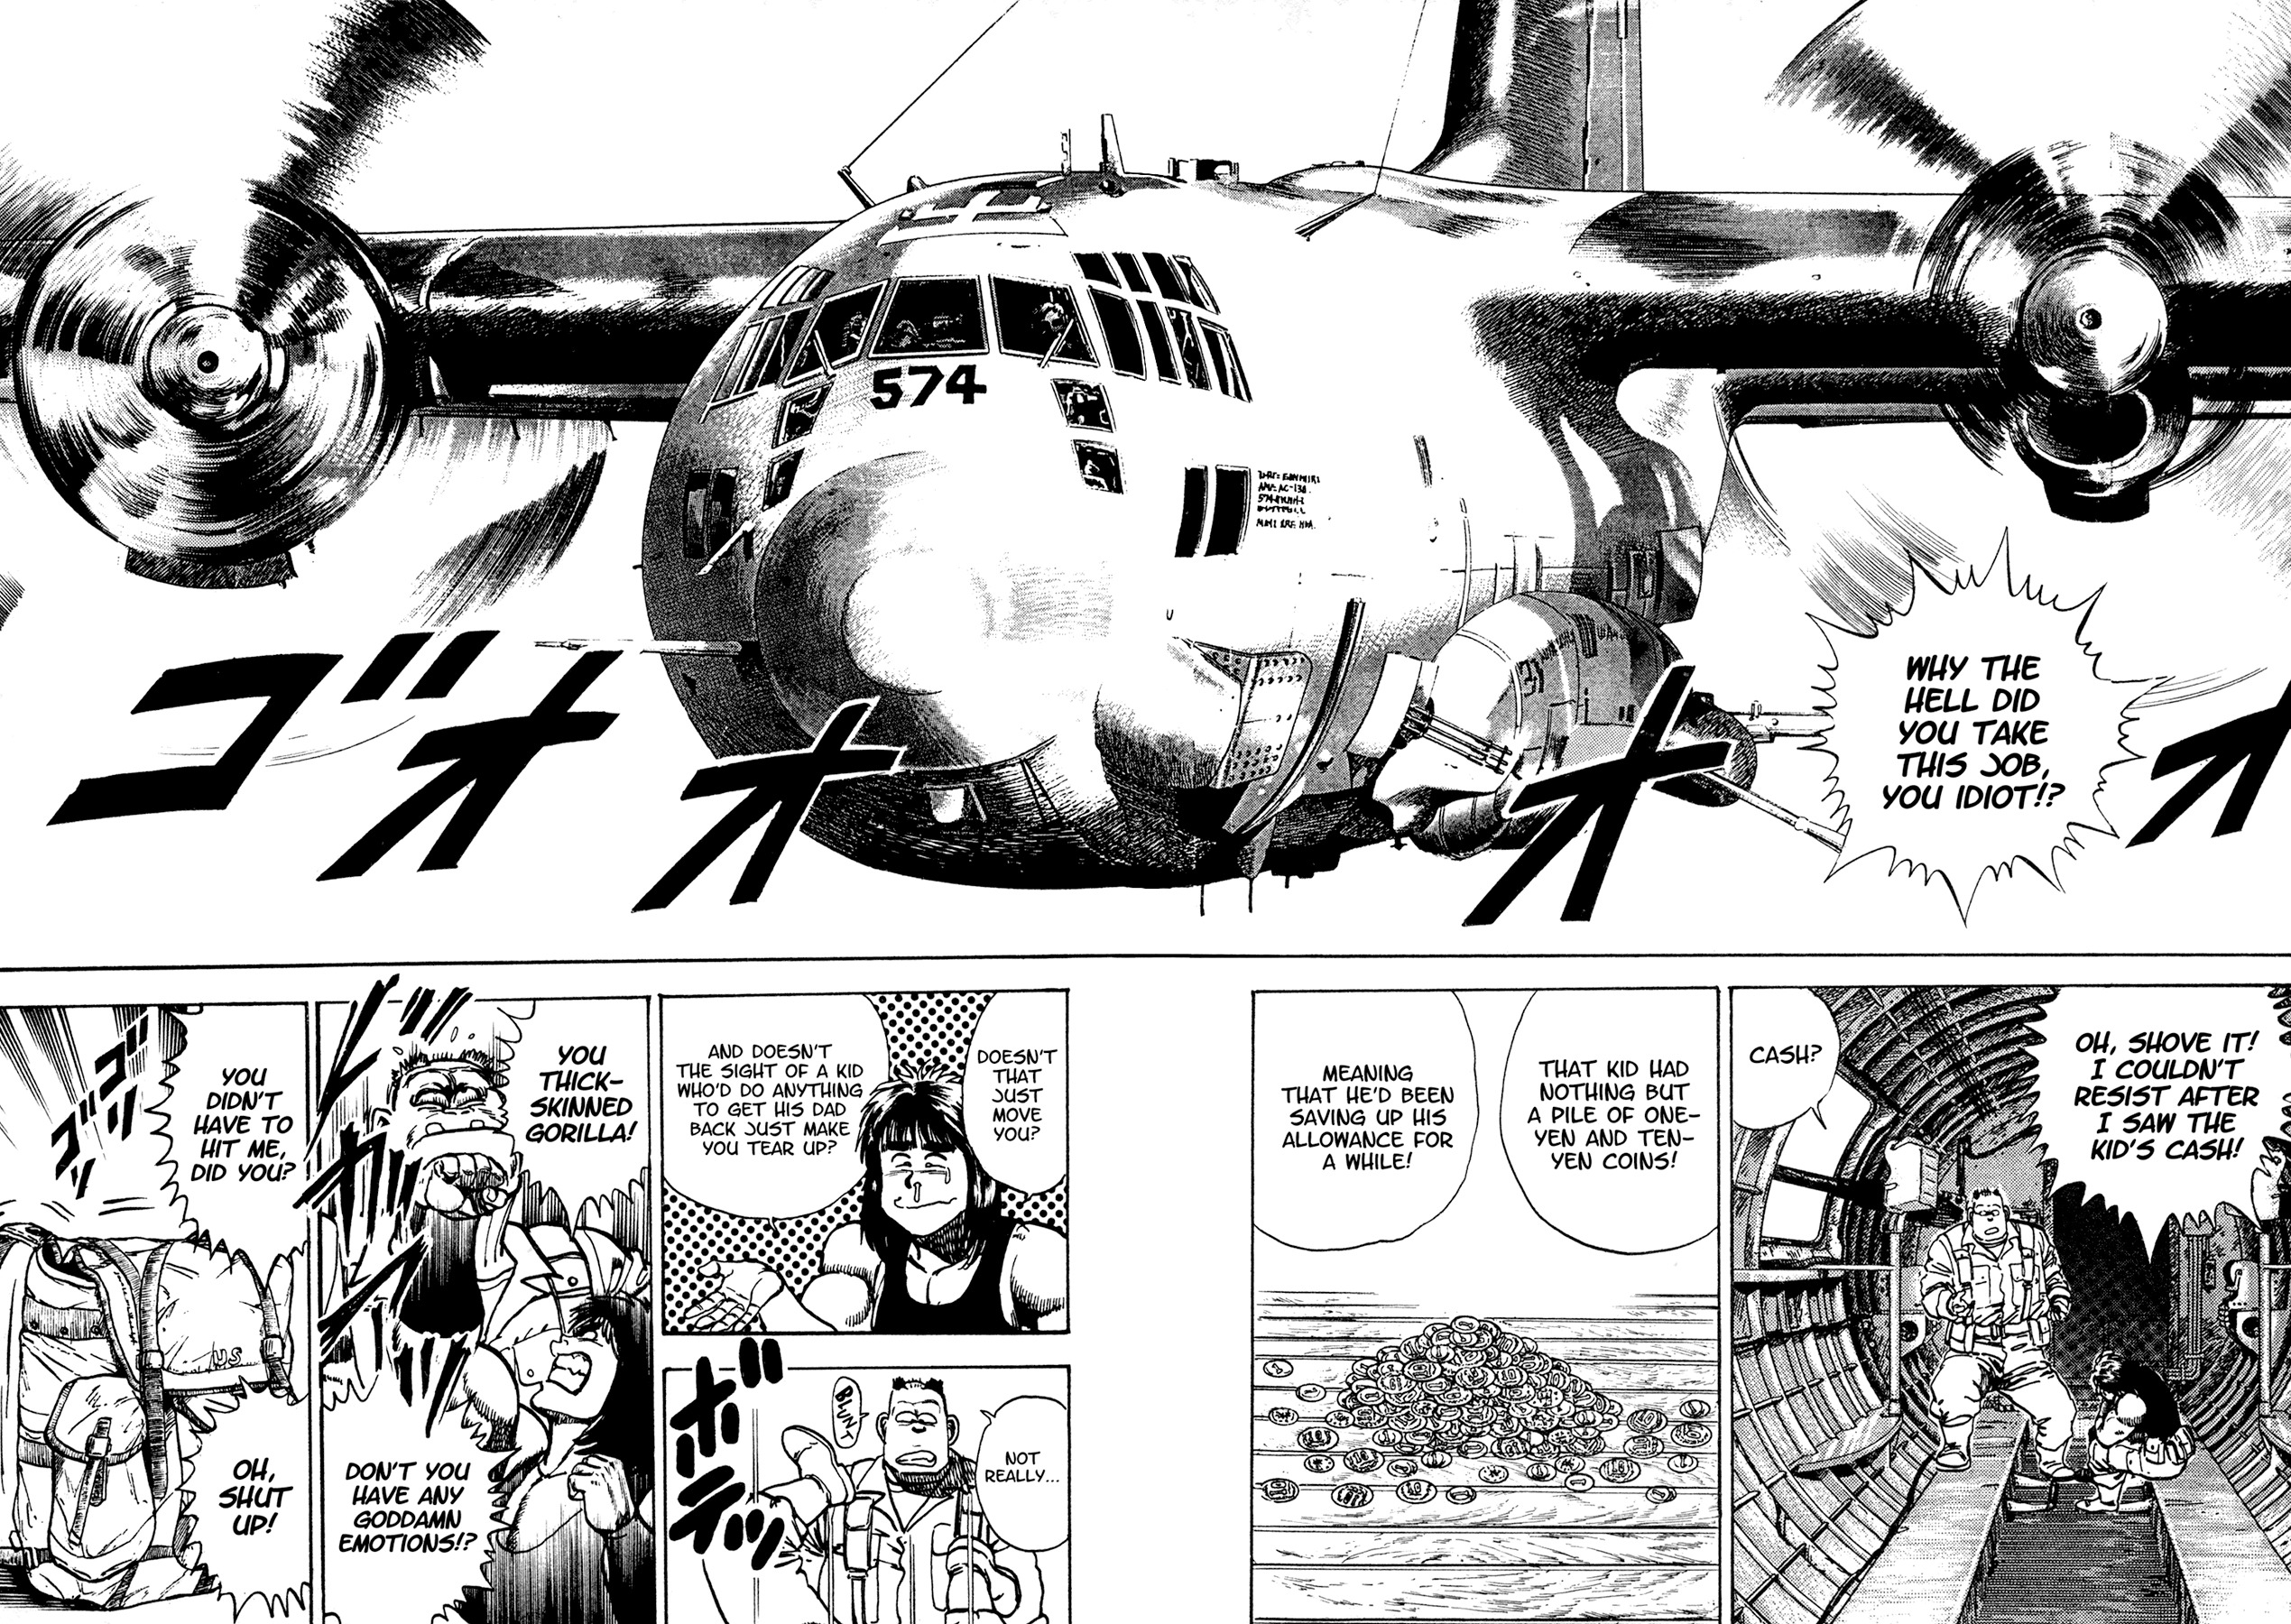 574
ゴオオオオ
WHY THE
HELL DID
YOU TAKE
THIS JOB,
YOU IDIOT!?
OH, SHOVE IT!
I COULDN'T
RESIST AFTER
I SAW THE
KID'S CASH!
CASH?
THAT KID HAD
NOTHING BUT
A PILE OF ONE-
YEN AND TEN-
YEN COINS!
MEANING
THAT HE'D BEEN
SAVING UP HIS
ALLOWANCE FOR
A WHILE!
DOESN'T
THAT
JUST
MOVE
YOU?
AND DOESN'T
THE SIGHT OF A KID
WHO'D DO ANYTHING
TO GET HIS DAD
BACK JUST MAKE
YOU TEAR UP?
NOT
REALLY...
BLUNT
ボテッ
YOU
THICK-
SKINNED
GORILLA!
DON'T YOU
HAVE ANY
GODDAMN
EMOTIONS!?
YOU
DIDN'T
HAVE TO
HIT ME,
DID YOU?
OH,
SHUT
UP!
US